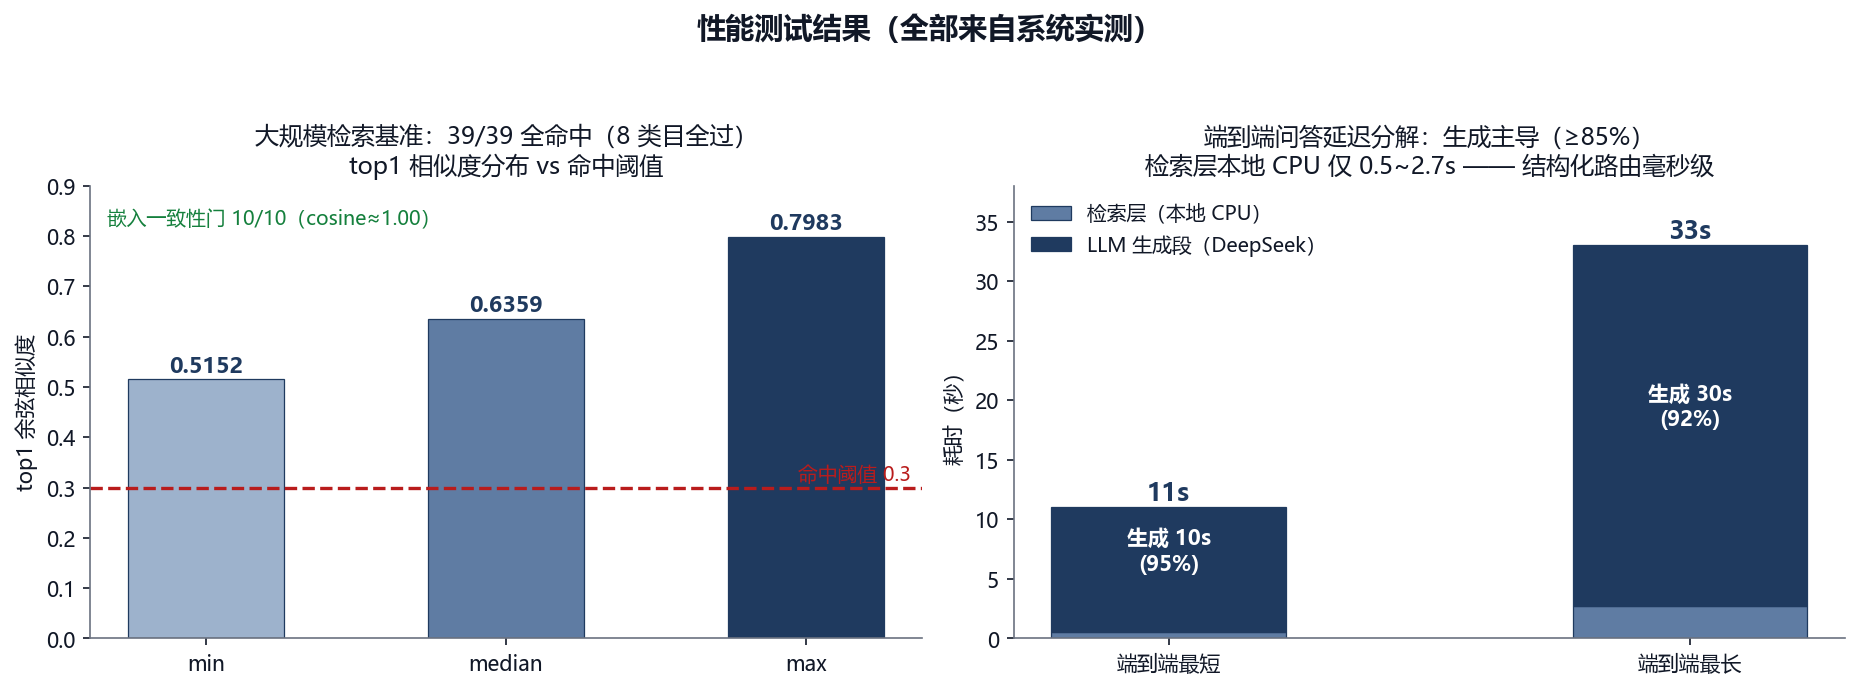 性能测试结果（全部来自系统实测）
大规模检索基准：39/39 全命中（8 类目全过）
top1 相似度分布 vs 命中阈值
top1 余弦相似度
0.9
0.8
0.7
0.6
0.5
0.4
0.3
0.2
0.1
0.0
嵌入一致性门 10/10（cosine≈1.00）
0.5152
0.6359
0.7983
命中阈值 0.3
min
median
max
端到端问答延迟分解：生成主导（≥85%）
检索层本地 CPU 仅 0.5~2.7s —— 结构化路由毫秒级
耗时（秒）
35
30
25
20
15
10
5
0
检索层（本地 CPU）
LLM 生成段（DeepSeek）
11s
生成 10s
(95%)
33s
生成 30s
(92%)
端到端最短
端到端最长